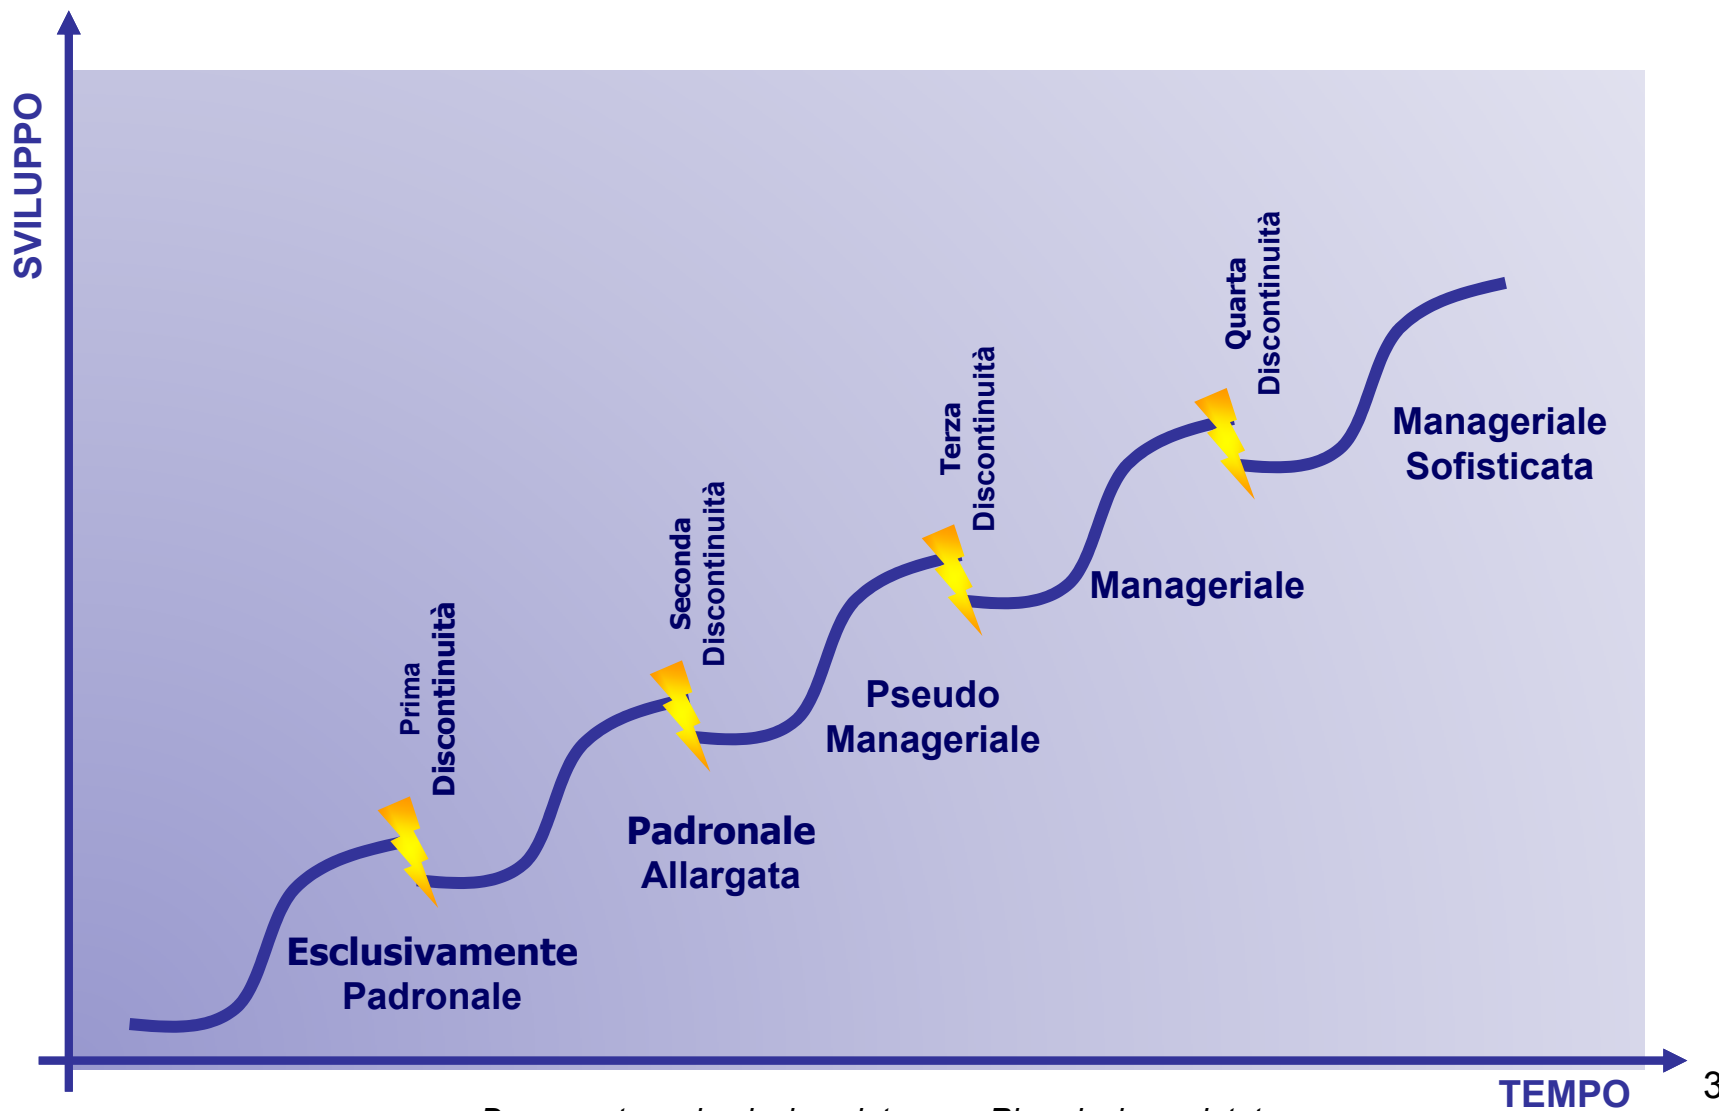 SVILUPPO
Quarta
Discontinuità
Terza
Discontinuità
Manageriale
Sofisticata
Seconda
Discontinuità
Manageriale
Prima
Discontinuità
Pseudo
Manageriale
Padronale
Allargata
Esclusivamente
Padronale
TEMPO
3